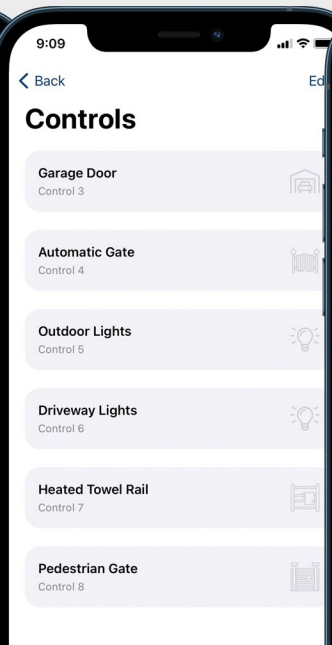 9:09
Back
Ed
Controls
Garage Door
Control 3
Automatic Gate
Control 4
Outdoor Lights
Control 5
Driveway Lights
Control 6
Heated Towel Rail
Control 7
Pedestrian Gate
Control 8